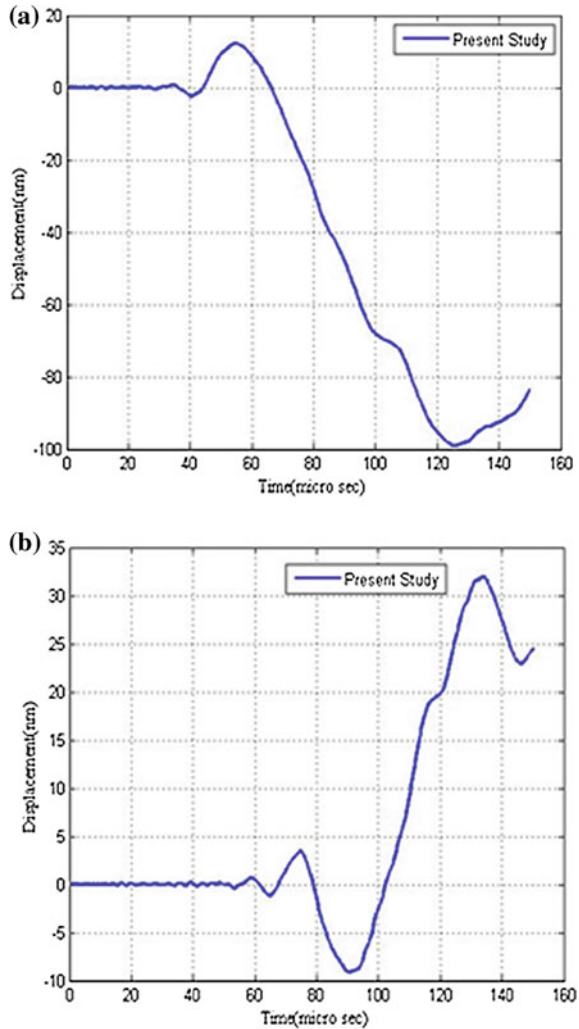 (a)
Present Study
20
0
-20
-40
-60
-80
-100
Displacement(nm)
0 20 40 60 80 100 120 140 160
Time(micro sec)
(b)
Present Study
35
30
25
20
15
10
5
0
-5
-10
Displacement(nm)
0 20 40 60 80 100 120 140 160
Time(micro sec)